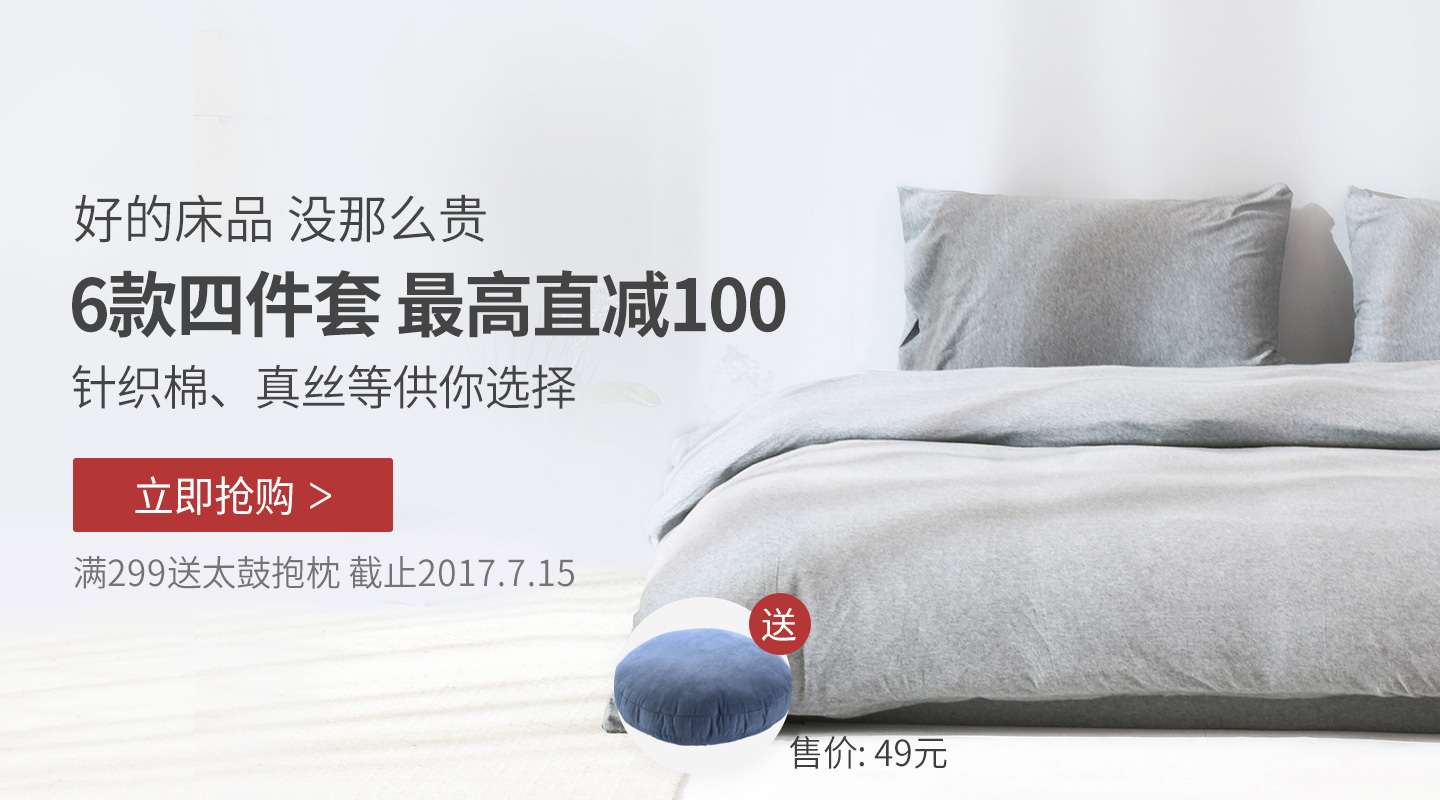 好的床品 没那么贵
6款四件套 最高直减100
针织棉、真丝等供你选择
立即抢购 >
满299送太鼓抱枕 截止2017.7.15
送
售价: 49元